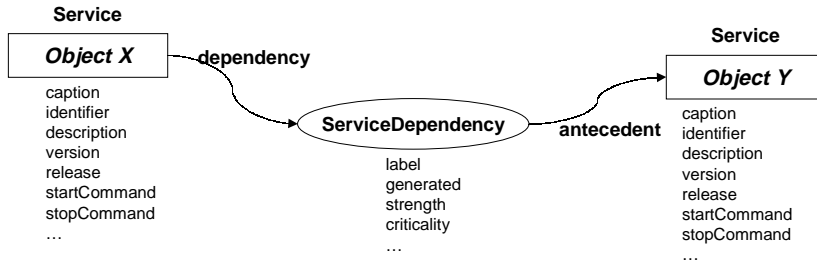 Service
Object X
caption
identifier
description
version
release
startCommand
stopCommand
…
dependency
ServiceDependency
label
generated
strength
criticality
…
antecedent
Service
Object Y
caption
identifier
description
version
release
startCommand
stopCommand
…